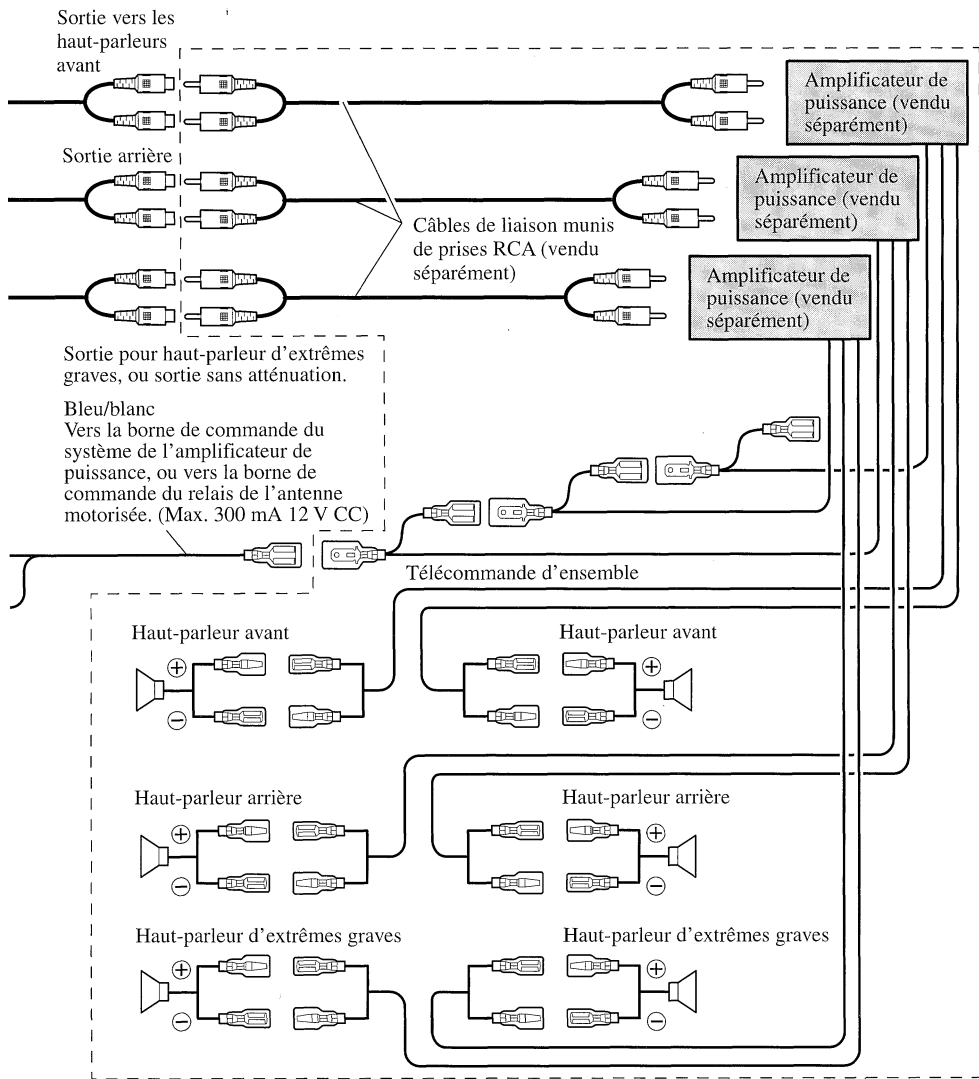 Sortie vers les
haut-parleurs
avant
Amplificateur de
puissance (vendu
séparément)
Sortie arrière
Amplificateur de
puissance (vendu
séparément)
Câbles de liaison munis
de prises RCA (vendu
séparément)
Amplificateur de
puissance (vendu
séparément)
Sortie pour haut-parleur d'extrêmes
graves, ou sortie sans atténuation.
Bleu/blanc
Vers la borne de commande du
système de l'amplificateur de
puissance, ou vers la borne de
commande du relais de l'antenne
motorisée. (Max. 300 mA 12 V CC)
Télécommande d'ensemble
Haut-parleur avant
Haut-parleur avant
+
−
+
−
Haut-parleur arrière
Haut-parleur arrière
+
−
+
−
Haut-parleur d'extrêmes graves
Haut-parleur d'extrêmes graves
+
−
+
−